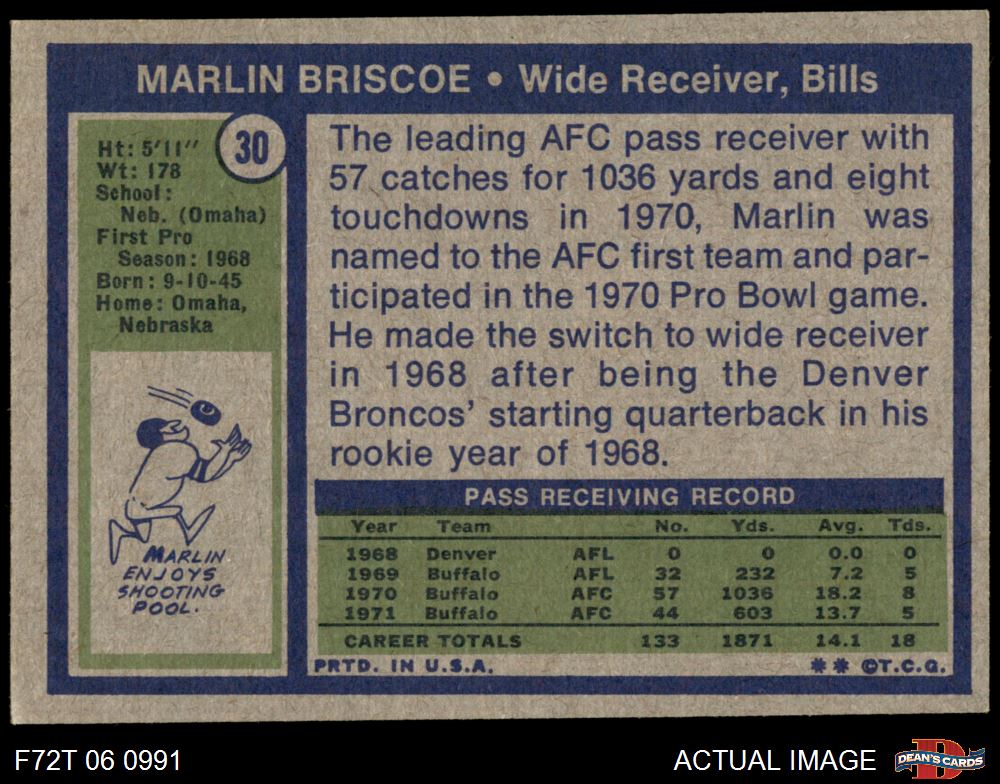 MARLIN BRISCOE • Wide Receiver, Bills
30
Ht: 5'11"
Wt: 178
School:
Neb. (Omaha)
First Pro
Season: 1968
Born: 9-10-45
Home: Omaha,
Nebraska
MARLIN
ENJOYS
SHOOTING
POOL.
The leading AFC pass receiver with
57 catches for 1036 yards and eight
touchdowns in 1970, Marlin was
named to the AFC first team and par-
ticipated in the 1970 Pro Bowl game.
He made the switch to wide receiver
in 1968 after being the Denver
Broncos' starting quarterback in his
rookie year of 1968.
PASS RECEIVING RECORD
Year Team No. Yds. Avg. Tds.
1968 Denver AFL 0 0 0.0 0
1969 Buffalo AFL 32 232 7.2 5
1970 Buffalo AFC 57 1036 18.2 8
1971 Buffalo AFC 44 603 13.7 5
CAREER TOTALS 133 1871 14.1 18
PRTD. IN U.S.A. ** ©T.C.G.
F72T 06 0991 ACTUAL IMAGE
D
DEAN'S CARDS